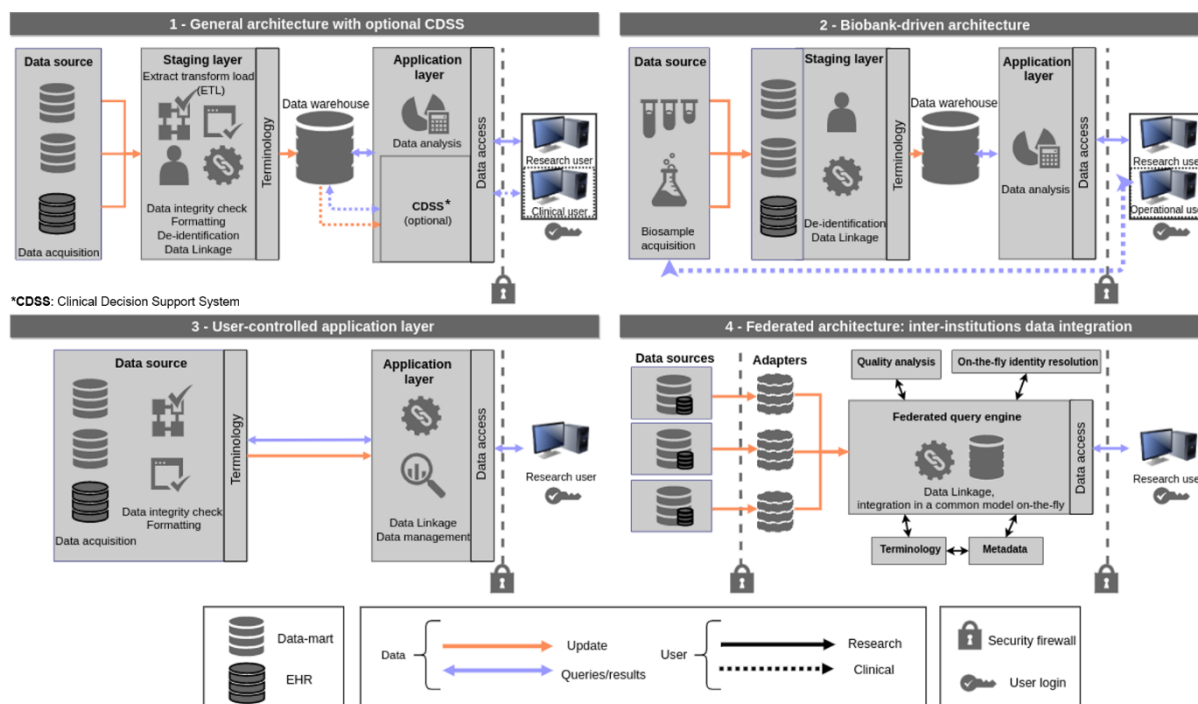 1 - General architecture with optional CDSS
Data source
Data acquisition
Staging layer
Extract transform load
(ETL)
Data integrity check
Formatting
De-identification
Data Linkage
Terminology
Data warehouse
Application
layer
Data analysis
CDSS*
(optional)
Data access
Research user
Clinical user
*CDSS: Clinical Decision Support System
2 - Biobank-driven architecture
Data source
Biosample
acquisition
Staging layer
De-identification
Data Linkage
Terminology
Data warehouse
Application
layer
Data analysis
Data access
Research user
Operational user
3 - User-controlled application layer
Data source
Data integrity check
Formatting
Data acquisition
Terminology
Application
layer
Data Linkage
Data management
Data access
Research user
4 - Federated architecture: inter-institutions data integration
Data sources
Adapters
Quality analysis
On-the-fly identity resolution
Federated query engine
Data Linkage,
integration in a common model on-the-fly
Data access
Terminology
Metadata
Research user
Data-mart
EHR
Data
Update
Queries/results
User
Research
Clinical
Security firewall
User login